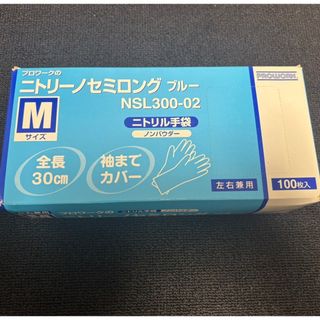 プロワークの
ニトリーノセミロング ブルー
PROWORK
NSL300-02
M
サイズ
ニトリル手袋
ノンパウダー
全長
30cm
袖まで
カバー
左右兼用
100枚入